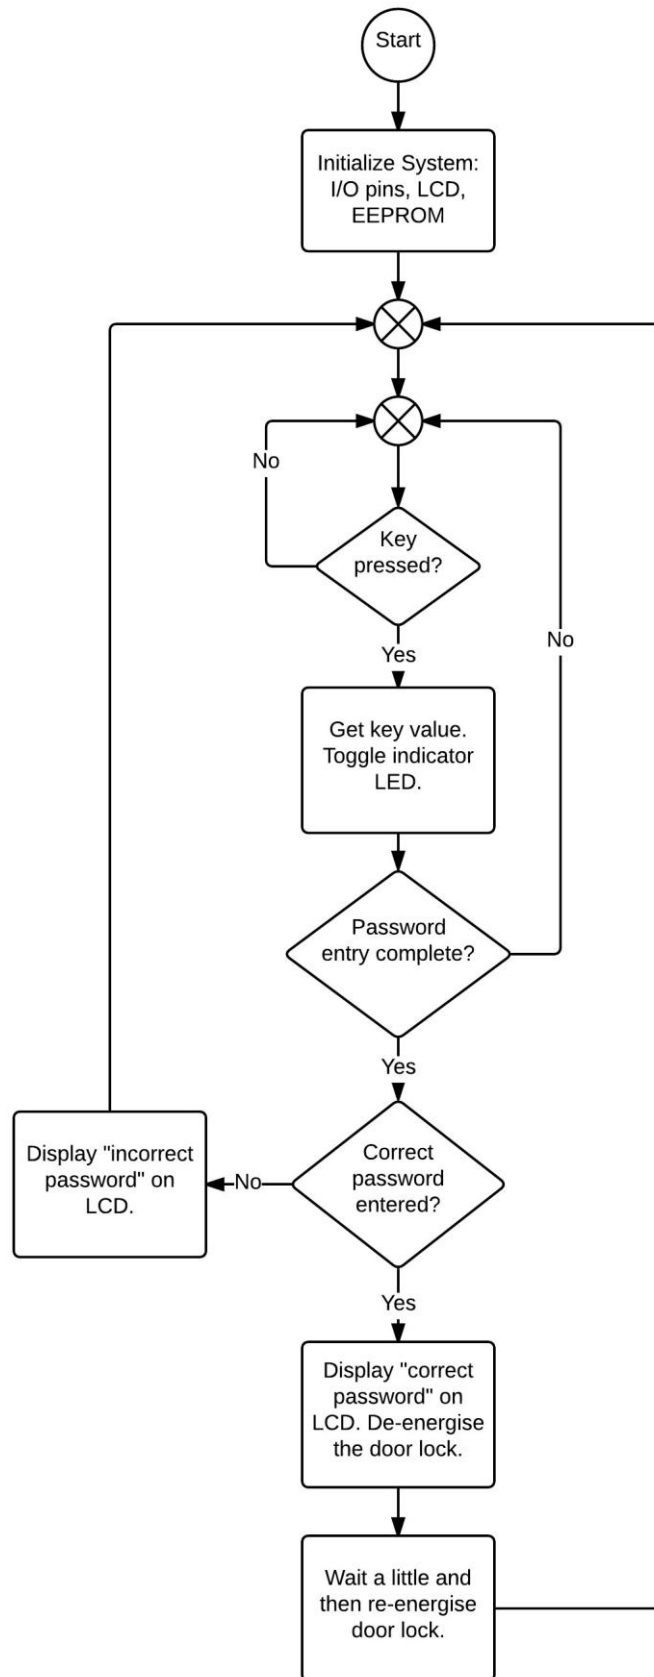 Start
Initialize System:
I/O pins, LCD,
EEPROM
No
Key
pressed?
No
Yes
Get key value.
Toggle indicator
LED.
Password
entry complete?
Yes
Display "incorrect
password" on
LCD.
No
Correct
password
entered?
Yes
Display "correct
password" on
LCD. De-energise
the door lock.
Wait a little and
then re-energise
door lock.